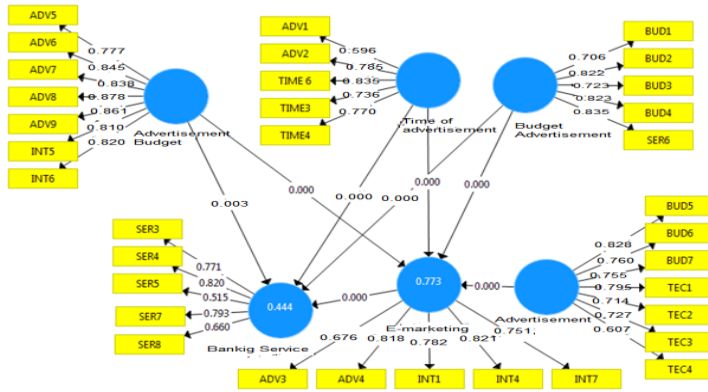 ADV5
ADV6
ADV7
ADV8
ADV9
INT5
INT6
0.777
0.845
0.838
0.878
0.861
0.810
0.820
Advertisement
Budget
ADV1
ADV2
TIME 6
TIME3
TIME4
0.596
0.785
0.835
0.736
0.770
Time of
advertisement
BUD1
BUD2
BUD3
BUD4
SER6
0.706
0.822
0.723
0.823
0.835
Budget
Advertisement
0.003
0.000
0.000
0.000
0.000
0.000
SER3
SER4
SER5
SER7
SER8
0.771
0.820
0.515
0.793
0.660
0.444
Bankig Service
0.000
0.773
E-marketing
0.000
Advertisement
BUD5
BUD6
BUD7
TEC1
TEC2
TEC3
TEC4
0.828
0.760
0.755
0.795
0.714
0.727
0.607
0.676
0.818
0.782
0.821
0.751
ADV3
ADV4
INT1
INT4
INT7